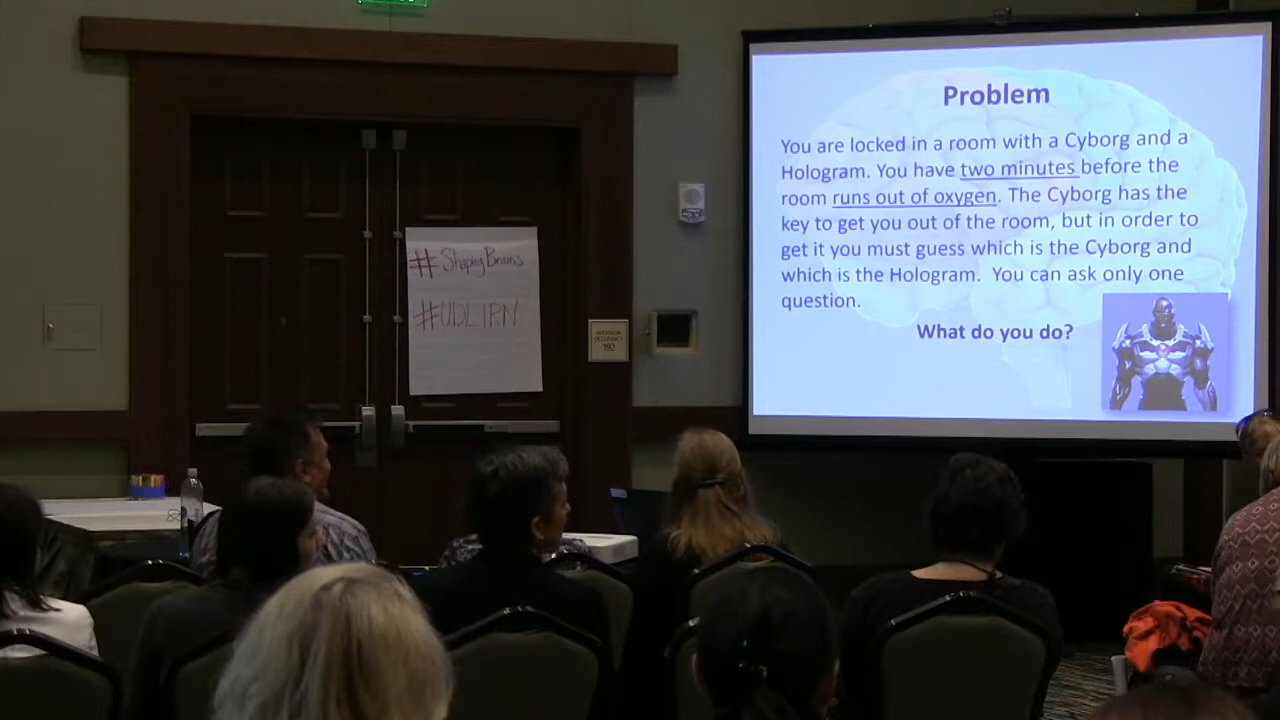 #ShapingBrains
#UDLIRN
192
Problem
You are locked in a room with a Cyborg and a
Hologram. You have two minutes before the
room runs out of oxygen. The Cyborg has the
key to get you out of the room, but in order to
get it you must guess which is the Cyborg and
which is the Hologram. You can ask only one
question.
What do you do?